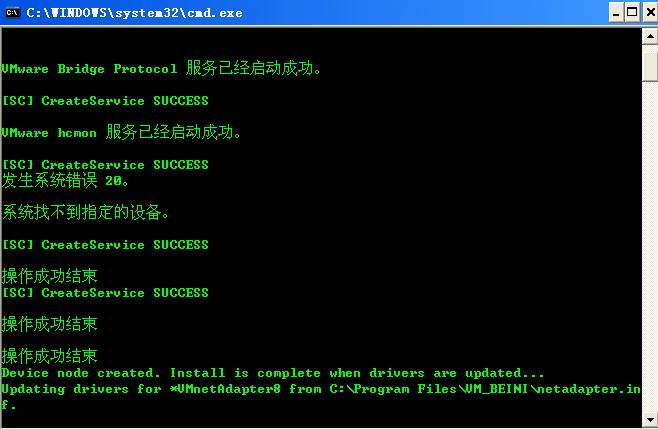 C:\WINDOWS\system32\cmd.exe
VMware Bridge Protocol 服务已经启动成功。
[SC] CreateService SUCCESS
VMware hcmon 服务已经启动成功。
[SC] CreateService SUCCESS
发生系统错误 20。
系统找不到指定的设备。
[SC] CreateService SUCCESS
操作成功结束
[SC] CreateService SUCCESS
操作成功结束
操作成功结束
Device node created. Install is complete when drivers are updated...
Updating drivers for *VMnetAdapter8 from C:\Program Files\VM_BEINI\netadapter.in
f.